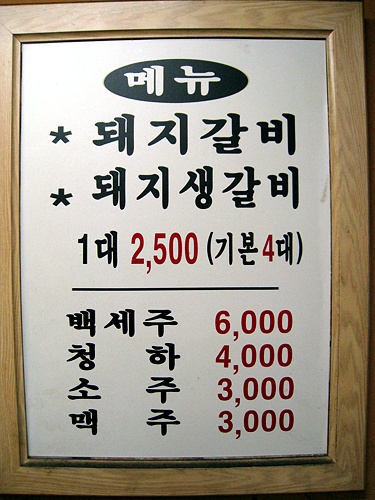 메뉴
* 돼지갈비
* 돼지생갈비
1대 2,500 (기본4대)
백세주 6,000
청하 4,000
소주 3,000
맥주 3,000